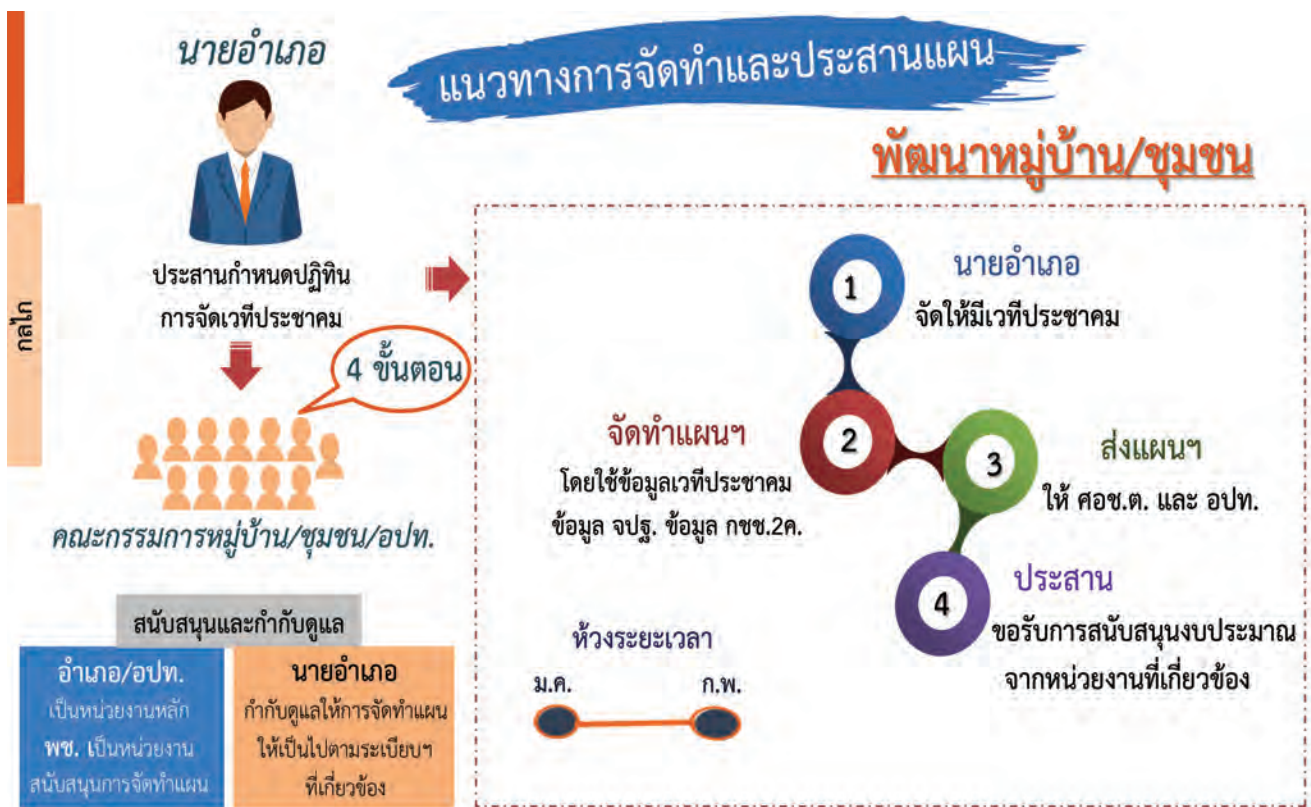 แนวทางการจัดทำและประสานแผน
พัฒนาหมู่บ้าน/ชุมชน
กลไก
นายอำเภอ
ประสานกำหนดปฏิทิน
การจัดเวทีประชาคม
4 ขั้นตอน
คณะกรรมการหมู่บ้าน/ชุมชน/อปท.
สนับสนุนและกำกับดูแล
อำเภอ/อปท.
เป็นหน่วยงานหลัก
พช. เป็นหน่วยงาน
สนับสนุนการจัดทำแผน
นายอำเภอ
กำกับดูแลให้การจัดทำแผน
ให้เป็นไปตามระเบียบฯ
ที่เกี่ยวข้อง
1
นายอำเภอ
จัดให้มีเวทีประชาคม
2
จัดทำแผนฯ
โดยใช้ข้อมูลเวทีประชาคม
ข้อมูล จปฐ. ข้อมูล กชช.2ค.
3
ส่งแผนฯ
ให้ ศอช.ต. และ อปท.
4
ประสาน
ขอรับการสนับสนุนงบประมาณ
จากหน่วยงานที่เกี่ยวข้อง
ห้วงระยะเวลา
ม.ค. ก.พ.